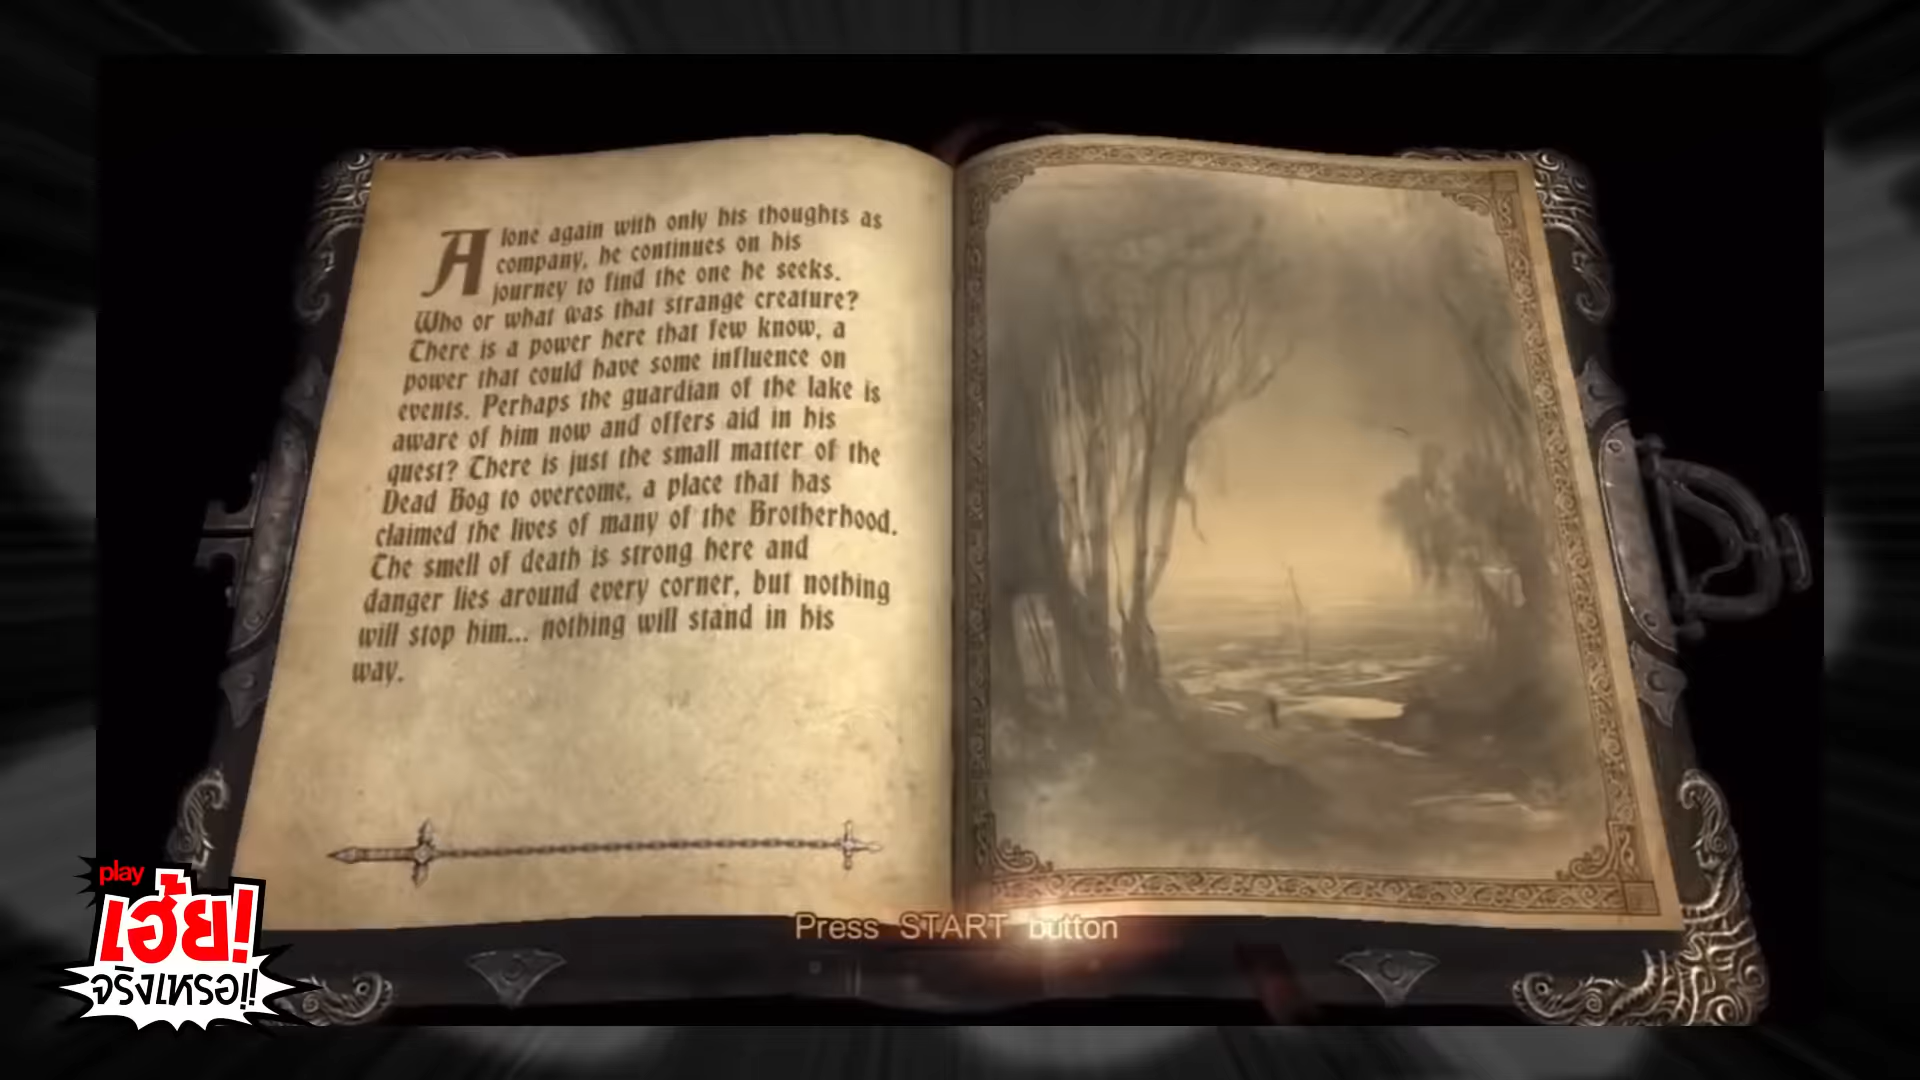 Alone again with only his thoughts as
company, he continues on his
journey to find the one he seeks.
Who or what was that strange creature?
There is a power here that few know, a
power that could have some influence on
events. Perhaps the guardian of the lake is
aware of him now and offers aid in his
quest? There is just the small matter of the
Dead Bog to overcome, a place that has
claimed the lives of many of the Brotherhood.
The smell of death is strong here and
danger lies around every corner, but nothing
will stop him... nothing will stand in his
way.
Press START button
play
เฮ้ย!
จริงเหรอ!!